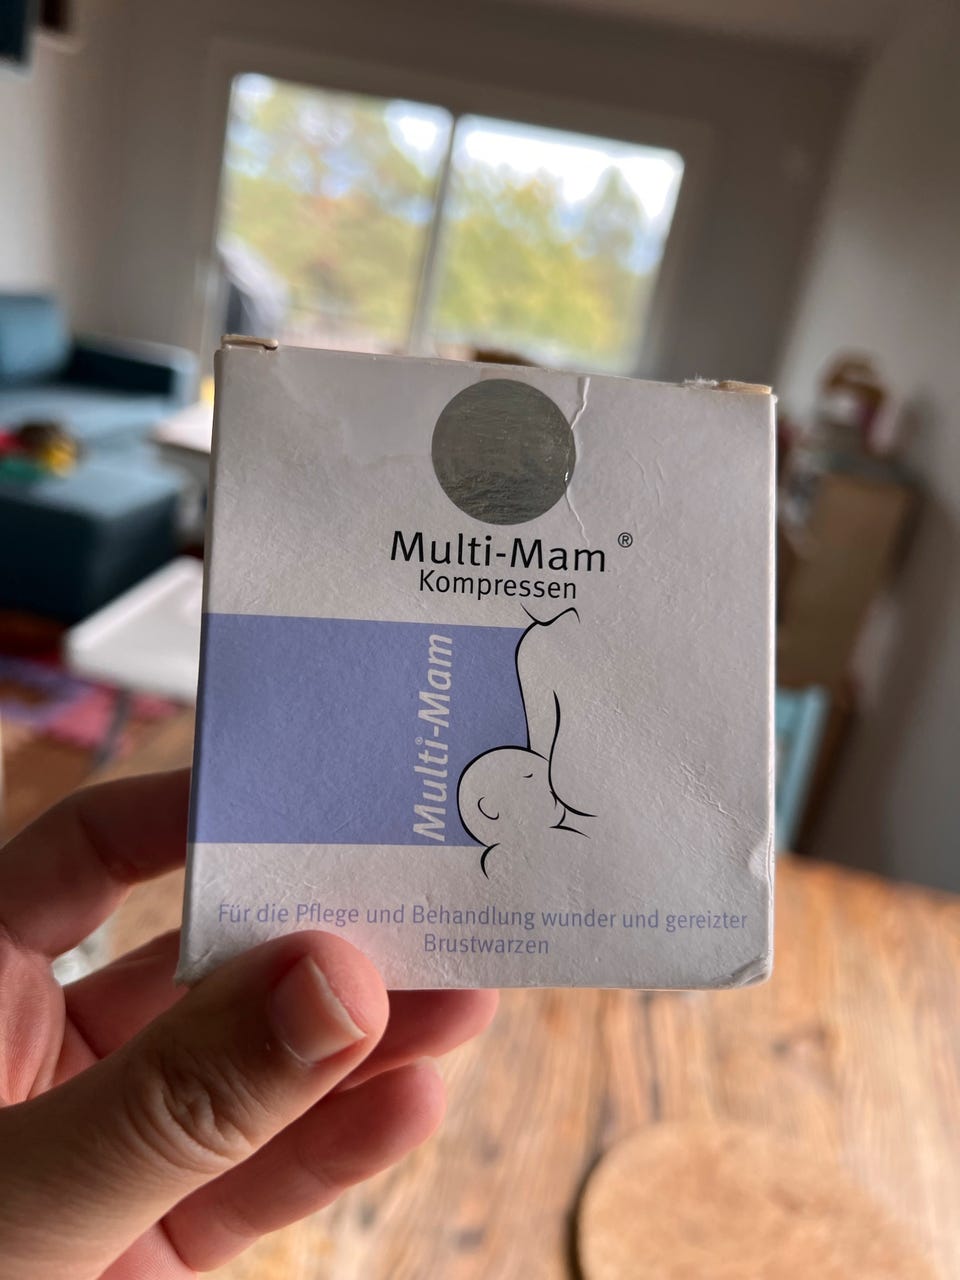 Multi-Mam ®
Kompressen
Multi-Mam®
Für die Pflege und Behandlung wunder und gereizter
Brustwarzen